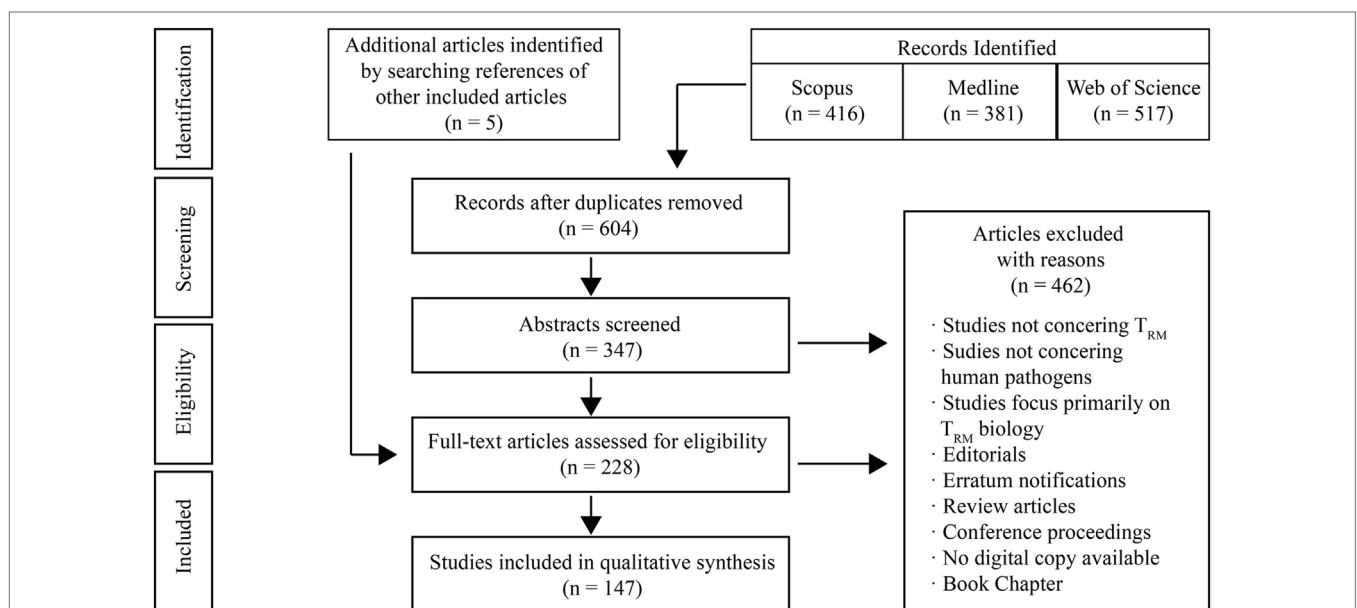 Identification
Screening
Eligibility
Included
Additional articles indentified
by searching references of
other included articles
(n = 5)
Records Identified
Scopus
(n = 416)
Medline
(n = 381)
Web of Science
(n = 517)
Records after duplicates removed
(n = 604)
Abstracts screened
(n = 347)
Full-text articles assessed for eligibility
(n = 228)
Studies included in qualitative synthesis
(n = 147)
Articles excluded
with reasons
(n = 462)
· Studies not concering TRM
· Sudies not concering
human pathogens
· Studies focus primarily on
TRM biology
· Editorials
· Erratum notifications
· Review articles
· Conference proceedings
· No digital copy available
· Book Chapter